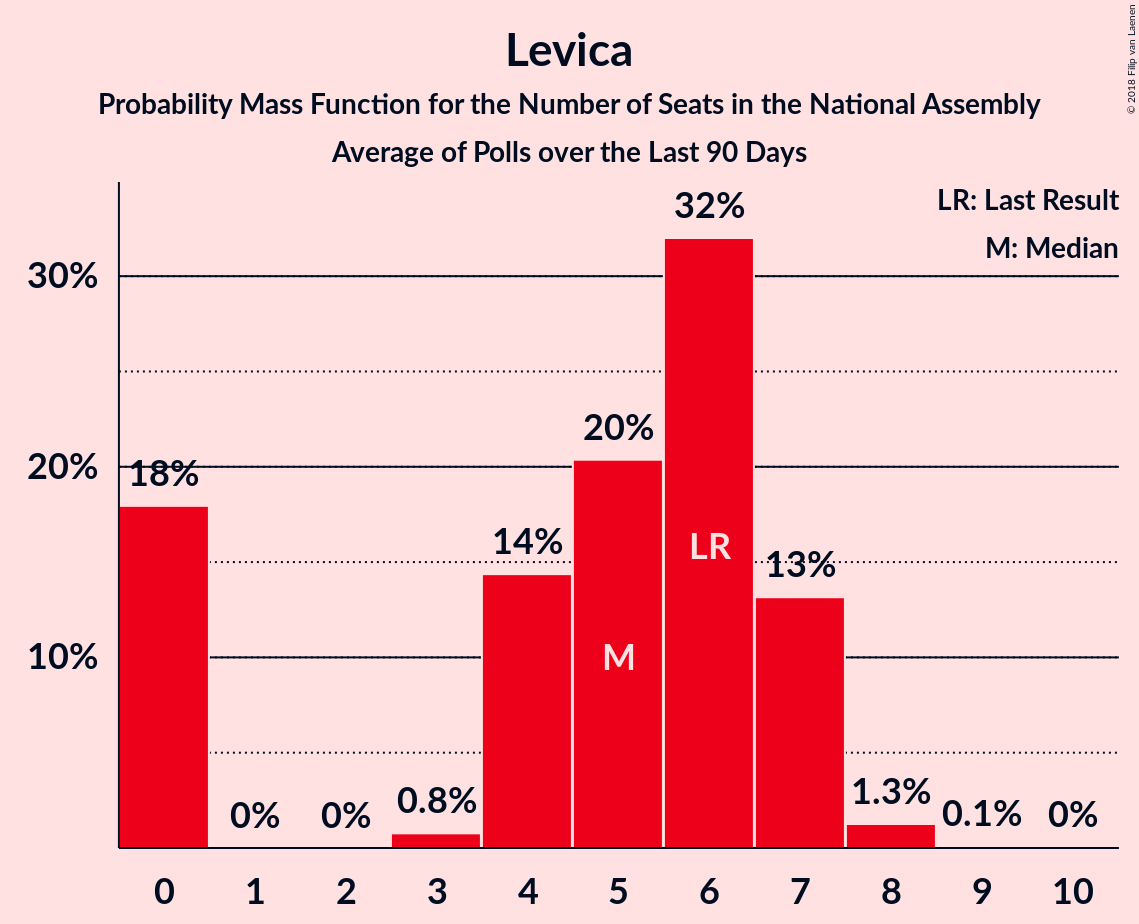 Levica
Probability Mass Function for the Number of Seats in the National Assembly
Average of Polls over the Last 90 Days
© 2018 Filip van Laenen
LR: Last Result
M: Median
30%
20%
10%
18%
0%
0%
0.8%
14%
20%
32%
13%
1.3%
0.1%
0%
LR
M
0 1 2 3 4 5 6 7 8 9 10